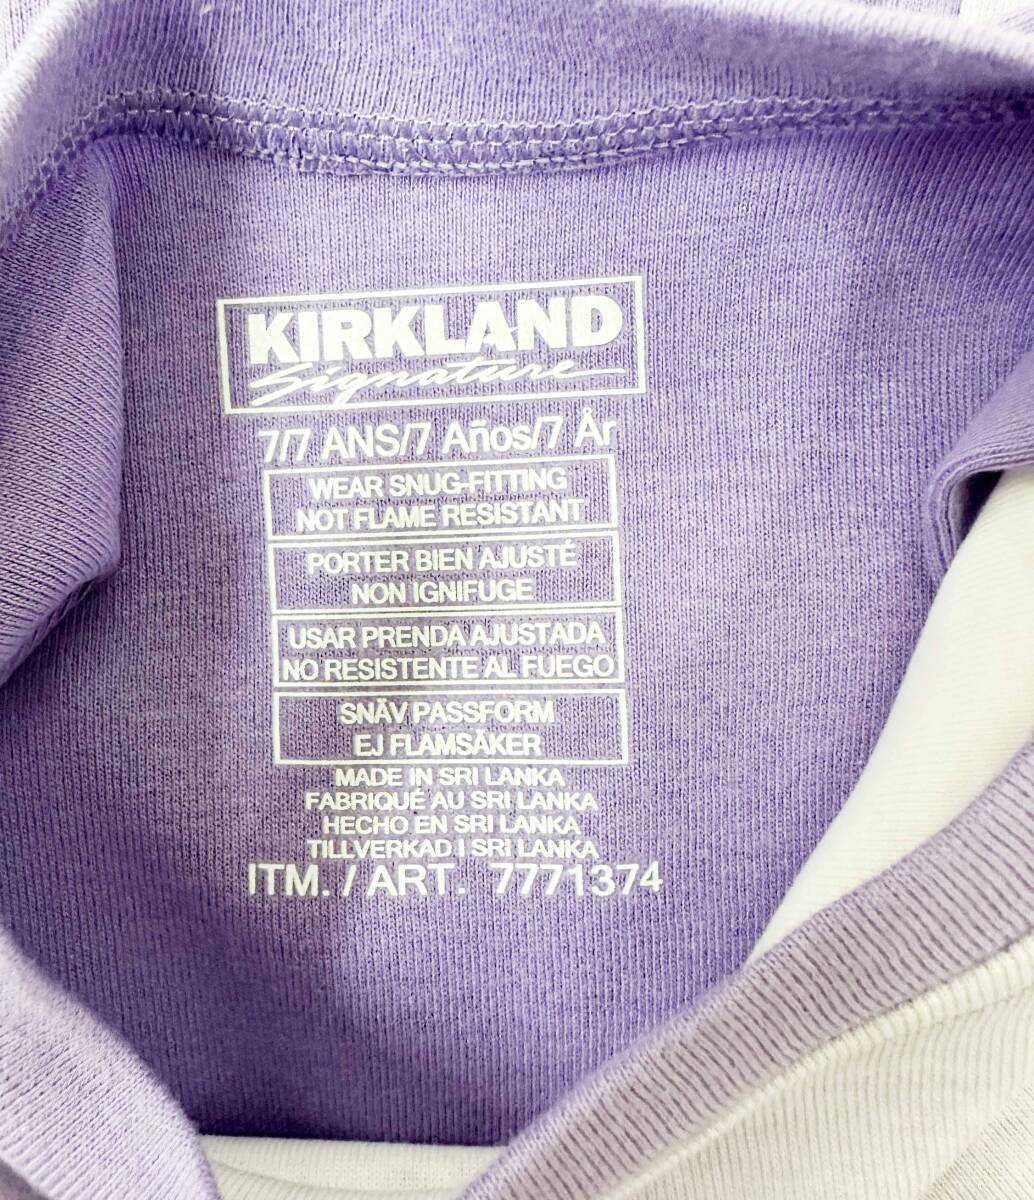 KIRKLAND
Signature
7/7 ANS/7 Años/7 År
WEAR SNUG-FITTING
NOT FLAME RESISTANT
PORTER BIEN AJUSTÉ
NON IGNIFUGE
USAR PRENDA AJUSTADA
NO RESISTENTE AL FUEGO
SNÄV PASSFORM
EJ FLAMSÄKER
MADE IN SRI LANKA
FABRIQUÉ AU SRI LANKA
HECHO EN SRI LANKA
TILLVERKAD I SRI LANKA
ITM. / ART. 7771374